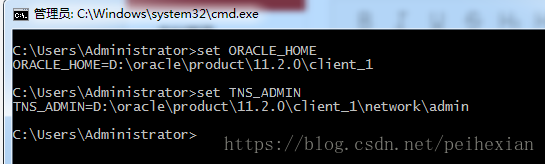 管理员: C:\Windows\system32\cmd.exe
C:\Users\Administrator>set ORACLE_HOME
ORACLE_HOME=D:\oracle\product\11.2.0\client_1
C:\Users\Administrator>set TNS_ADMIN
TNS_ADMIN=D:\oracle\product\11.2.0\client_1\network\admin
C:\Users\Administrator>
https://blog.csdn.net/peihexian